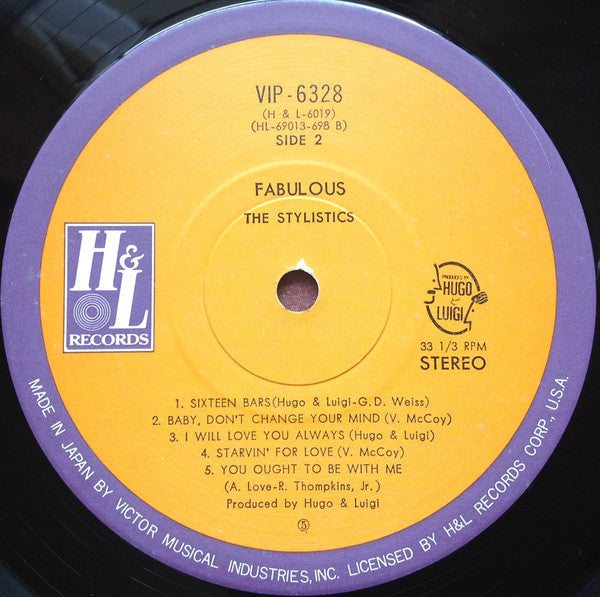 VIP-6328
(H & L-6019)
(HL-69013-698 B)
SIDE 2
FABULOUS
THE STYLISTICS
H&L
RECORDS
PRODUCED BY
HUGO
&
LUIGI
33 1/3 RPM
STEREO
1. SIXTEEN BARS(Hugo & Luigi-G.D. Weiss)
2. BABY, DON'T CHANGE YOUR MIND (V. McCoy)
3. I WILL LOVE YOU ALWAYS (Hugo & Luigi)
4. STARVIN' FOR LOVE (V. McCoy)
5. YOU OUGHT TO BE WITH ME
(A. Love-R. Thompkins, Jr.)
Produced by Hugo & Luigi
⑤
MADE IN JAPAN BY VICTOR MUSICAL INDUSTRIES, INC. LICENSED BY H&L RECORDS CORP., U.S.A.